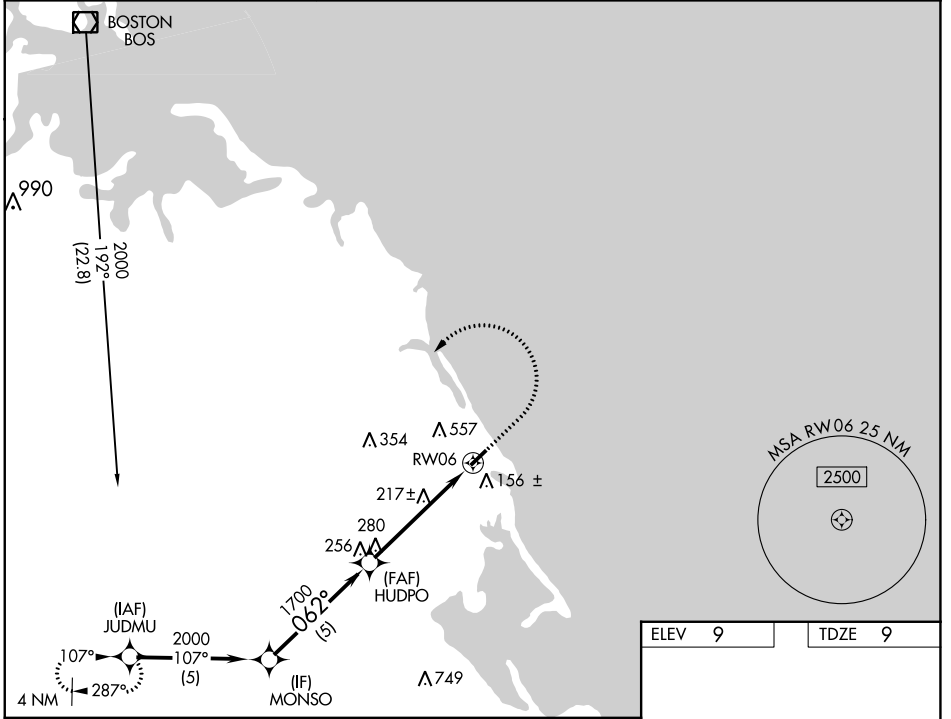 BOSTON
BOS
990
2000
192°
(22.8)
354
557
RW06
156 ±
217±
280
256
(FAF)
HUDPO
1700
062°
(5)
(IAF)
JUDMU
2000
107°
107°
(5)
(IF)
MONSO
4 NM
287°
749
MSA RW06 25 NM
2500
ELEV 9
TDZE 9